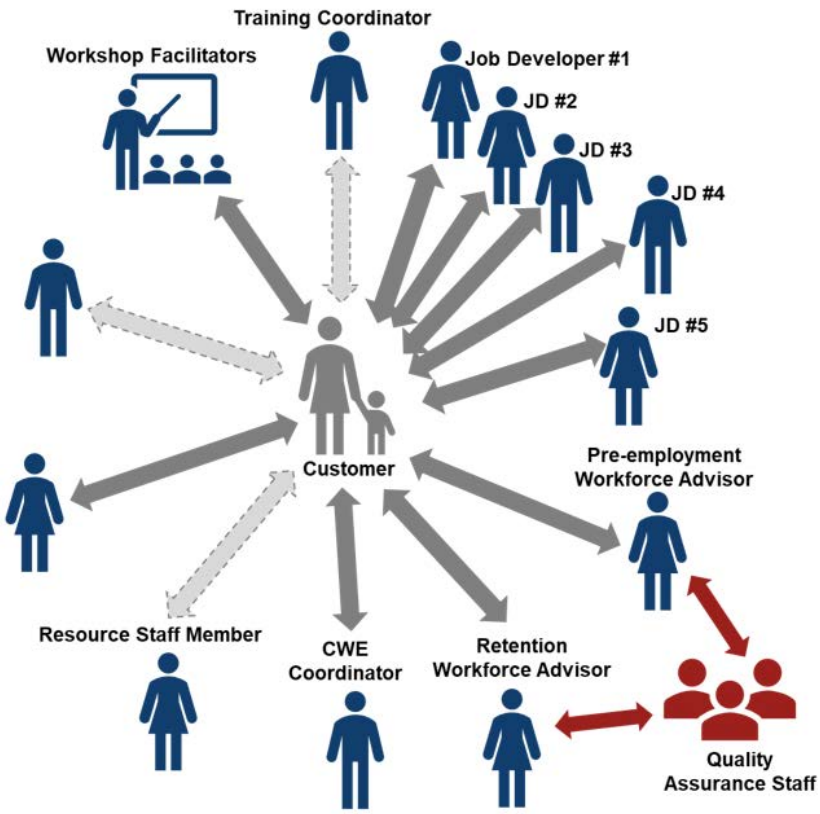 Training Coordinator
Workshop Facilitators
Job Developer #1
JD #2
JD #3
JD #4
JD #5
Customer
Pre-employment
Workforce Advisor
Resource Staff Member
CWE
Coordinator
Retention
Workforce Advisor
Quality
Assurance Staff